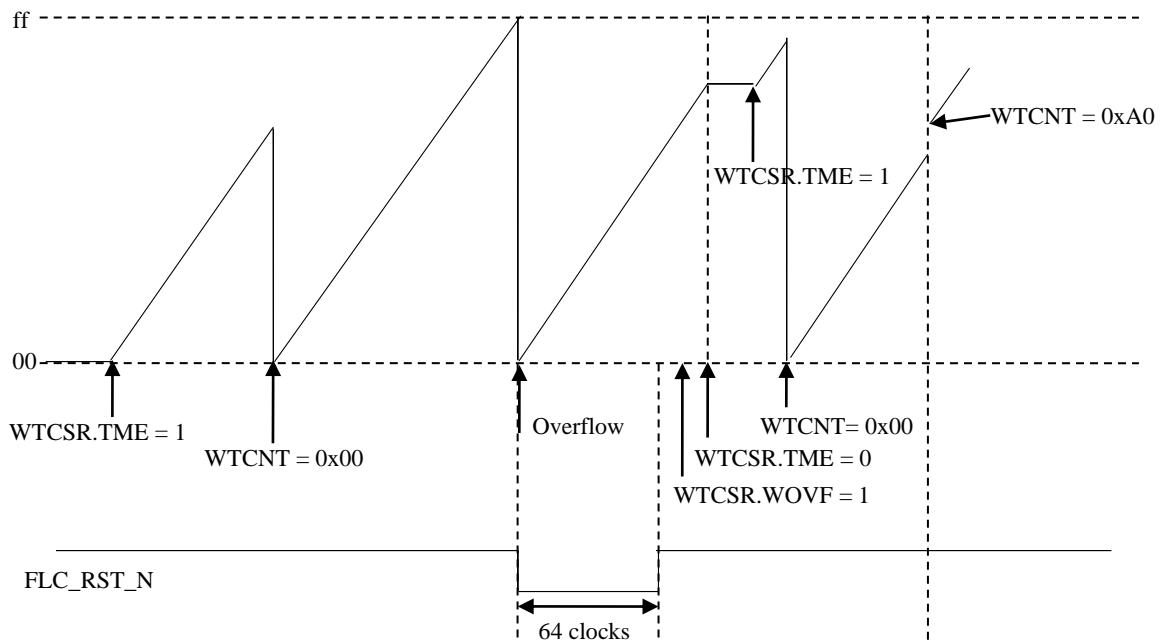 ff
WTCNT = 0xA0
WTCSR.TME = 1
00
WTCSR.TME = 1
Overflow
WTCNT= 0x00
WTCNT = 0x00
WTCSR.TME = 0
WTCSR.WOVF = 1
FLC_RST_N
64 clocks